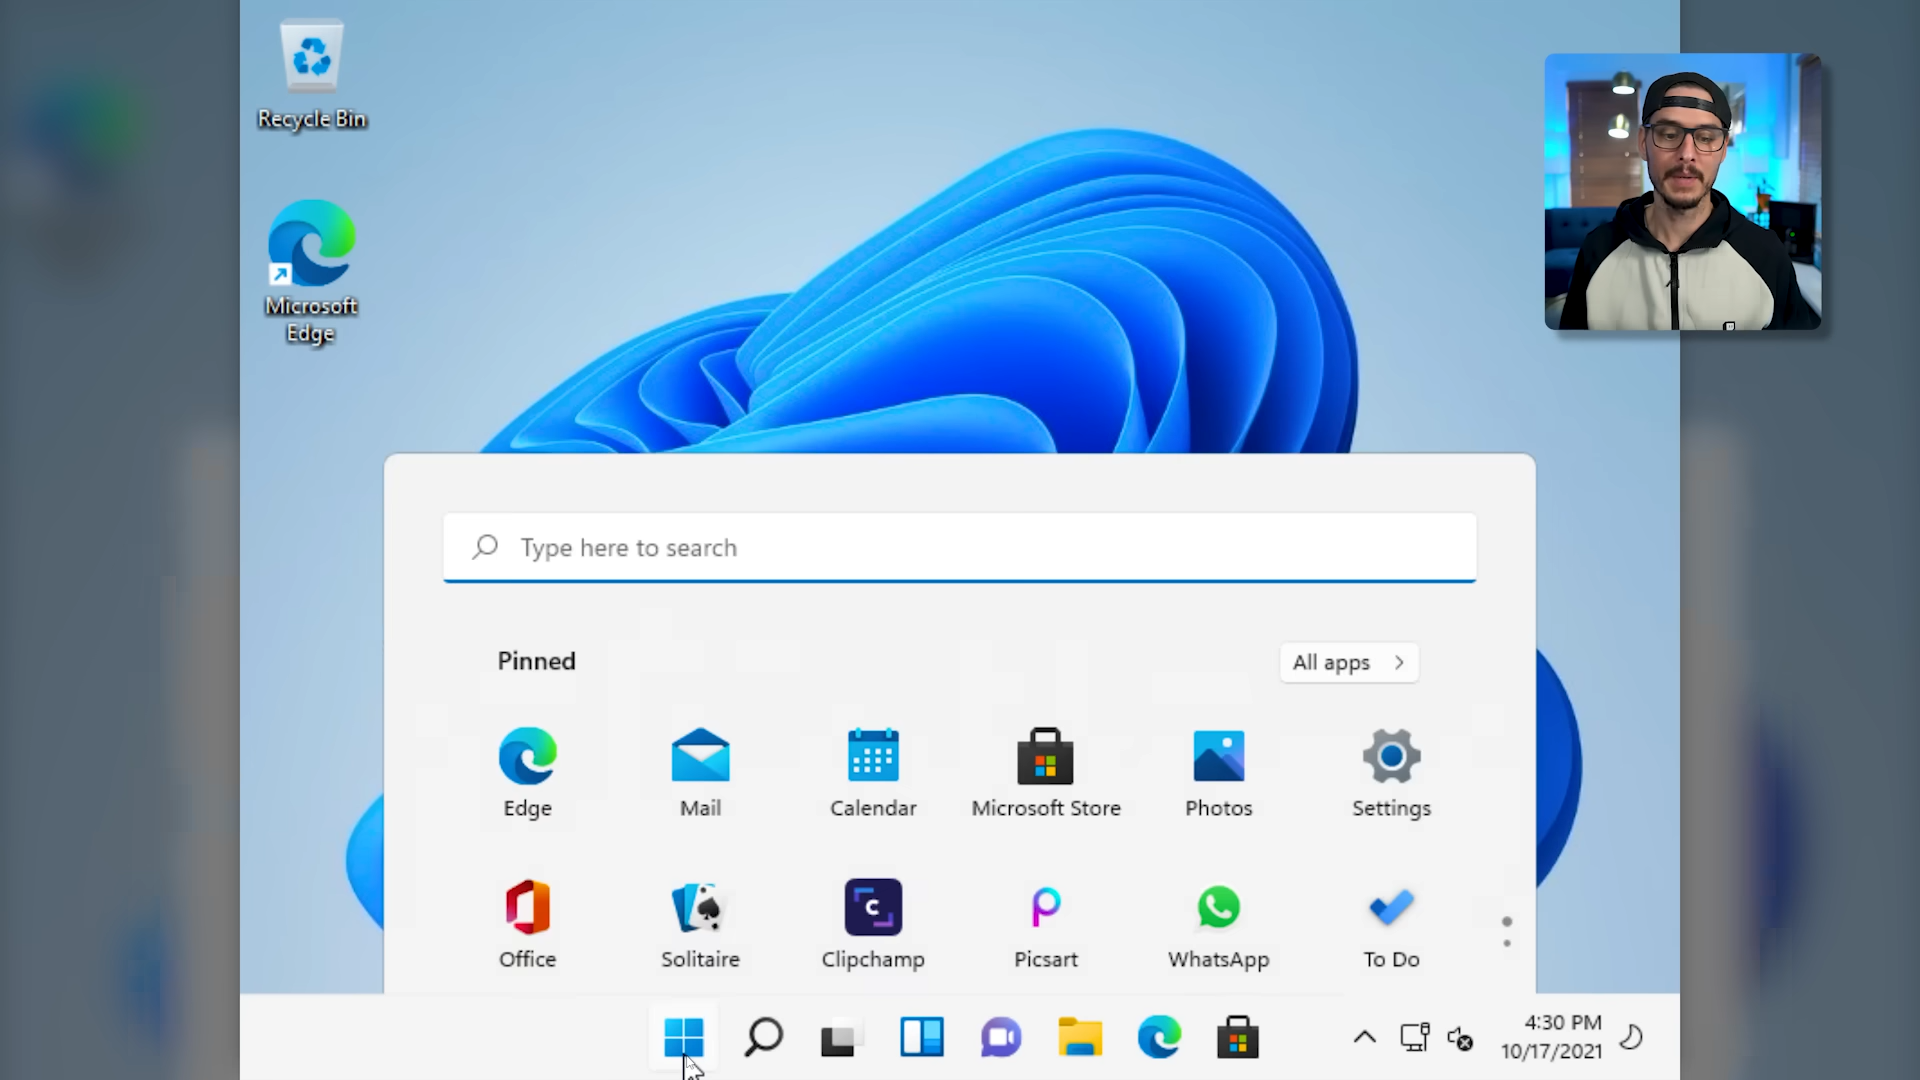 Recycle Bin
Microsoft
Edge
Type here to search
Pinned
All apps
Edge
Mail
Calendar
Microsoft Store
Photos
Settings
Office
Solitaire
Clipchamp
Picsart
WhatsApp
To Do
4:30 PM
10/17/2021